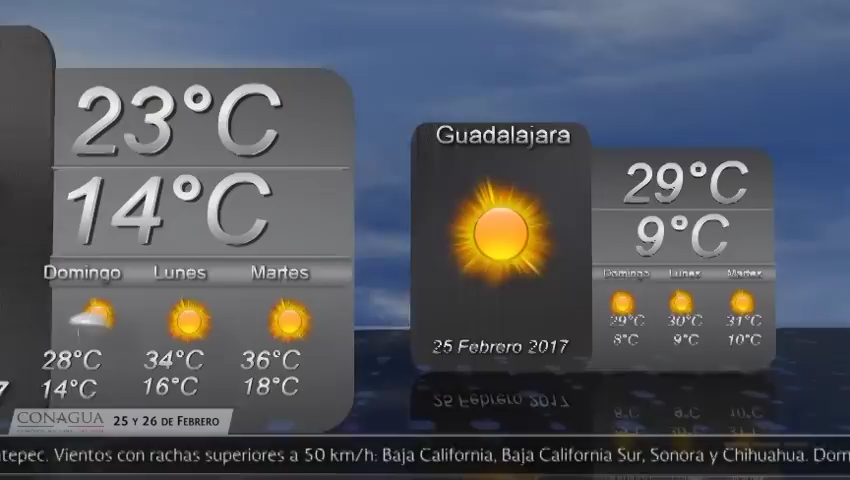 23°C
14°C
Domingo Lunes Martes
28°C 34°C 36°C
14°C 16°C 18°C
7
Guadalajara
25 Febrero 2017
29°C
9°C
Domingo Lunes Martes
29°C 30°C 31°C
8°C 9°C 10°C
CONAGUA 25 y 26 de Febrero
tepec. Vientos con rachas superiores a 50 km/h: Baja California, Baja California Sur, Sonora y Chihuahua. Dom